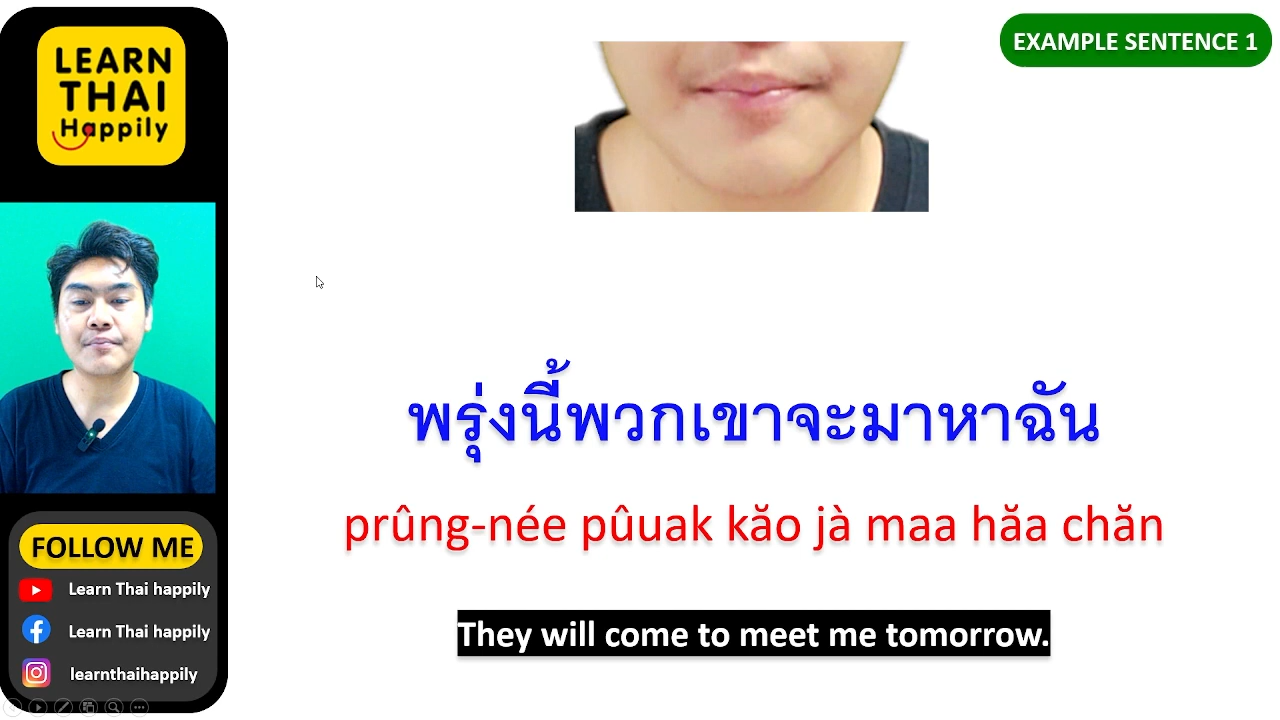 LEARN
THAI
Happily
EXAMPLE SENTENCE 1
พรุ่งนี้พวกเขาจะมาหาฉัน
prûng-née pûuak kăo jà maa hăa chăn
They will come to meet me tomorrow.
FOLLOW ME
Learn Thai happily
Learn Thai happily
learnthaihappily